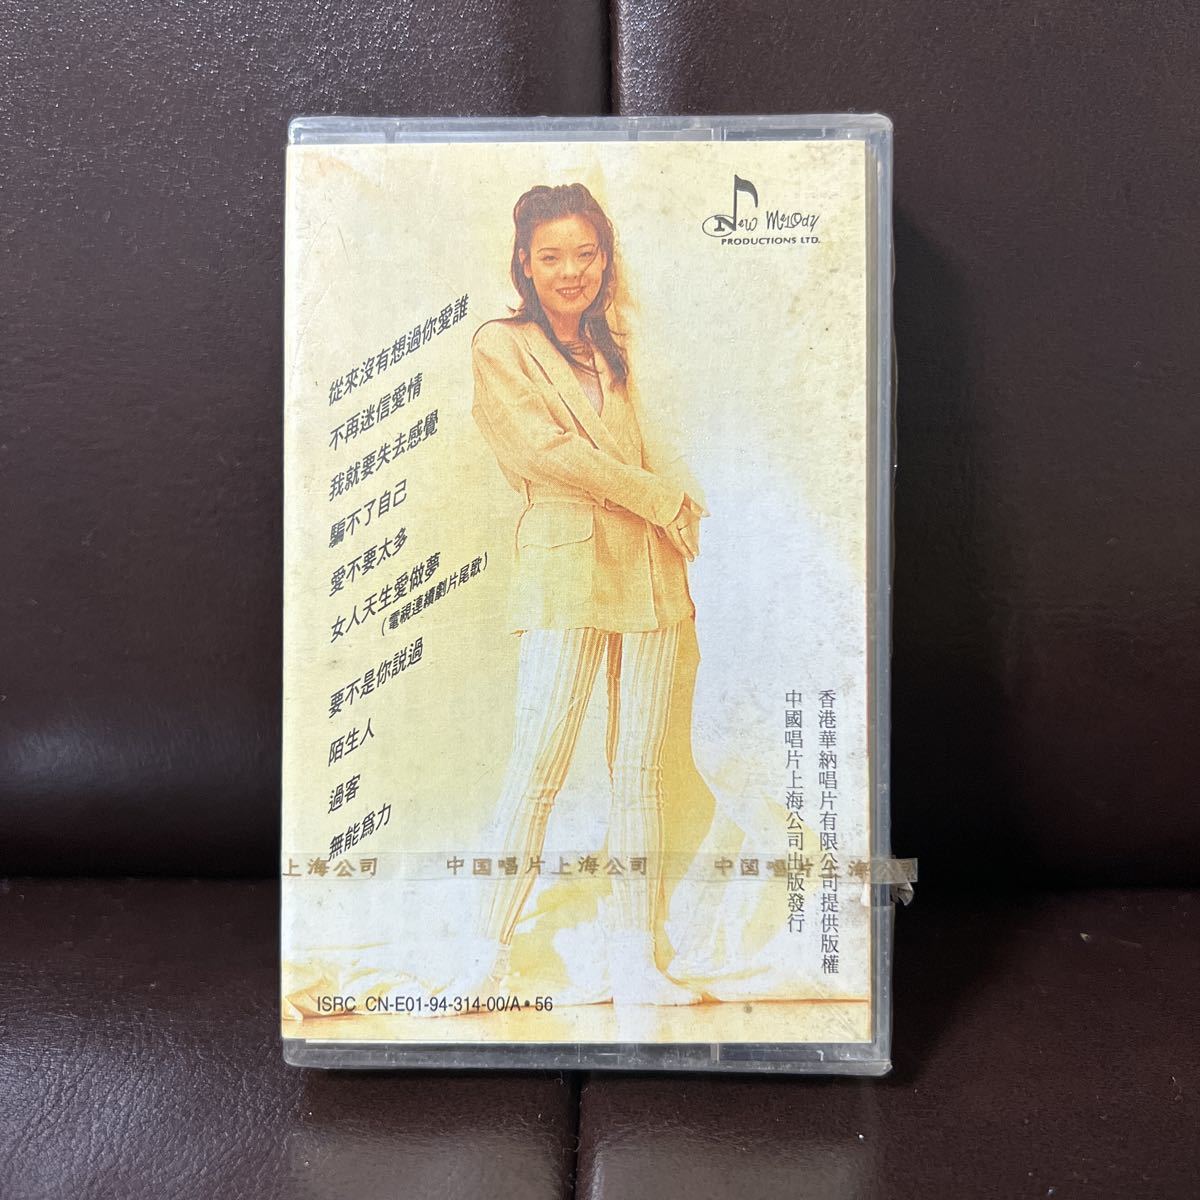 New Melody
PRODUCTIONS LTD.
從來沒有想過你愛誰
不再迷信愛情
我就要失去感覺
騙不了自己
愛不要太多
女人天生愛做夢
(電視連續劇片尾歌)
要不是你説過
陌生人
過客
無能爲力
香港華納唱片有限公司提供版權
中國唱片上海公司出版發行
上海公司 中国唱片上海公司 中国唱片上海公司
ISRC CN-E01-94-314-00/A•56